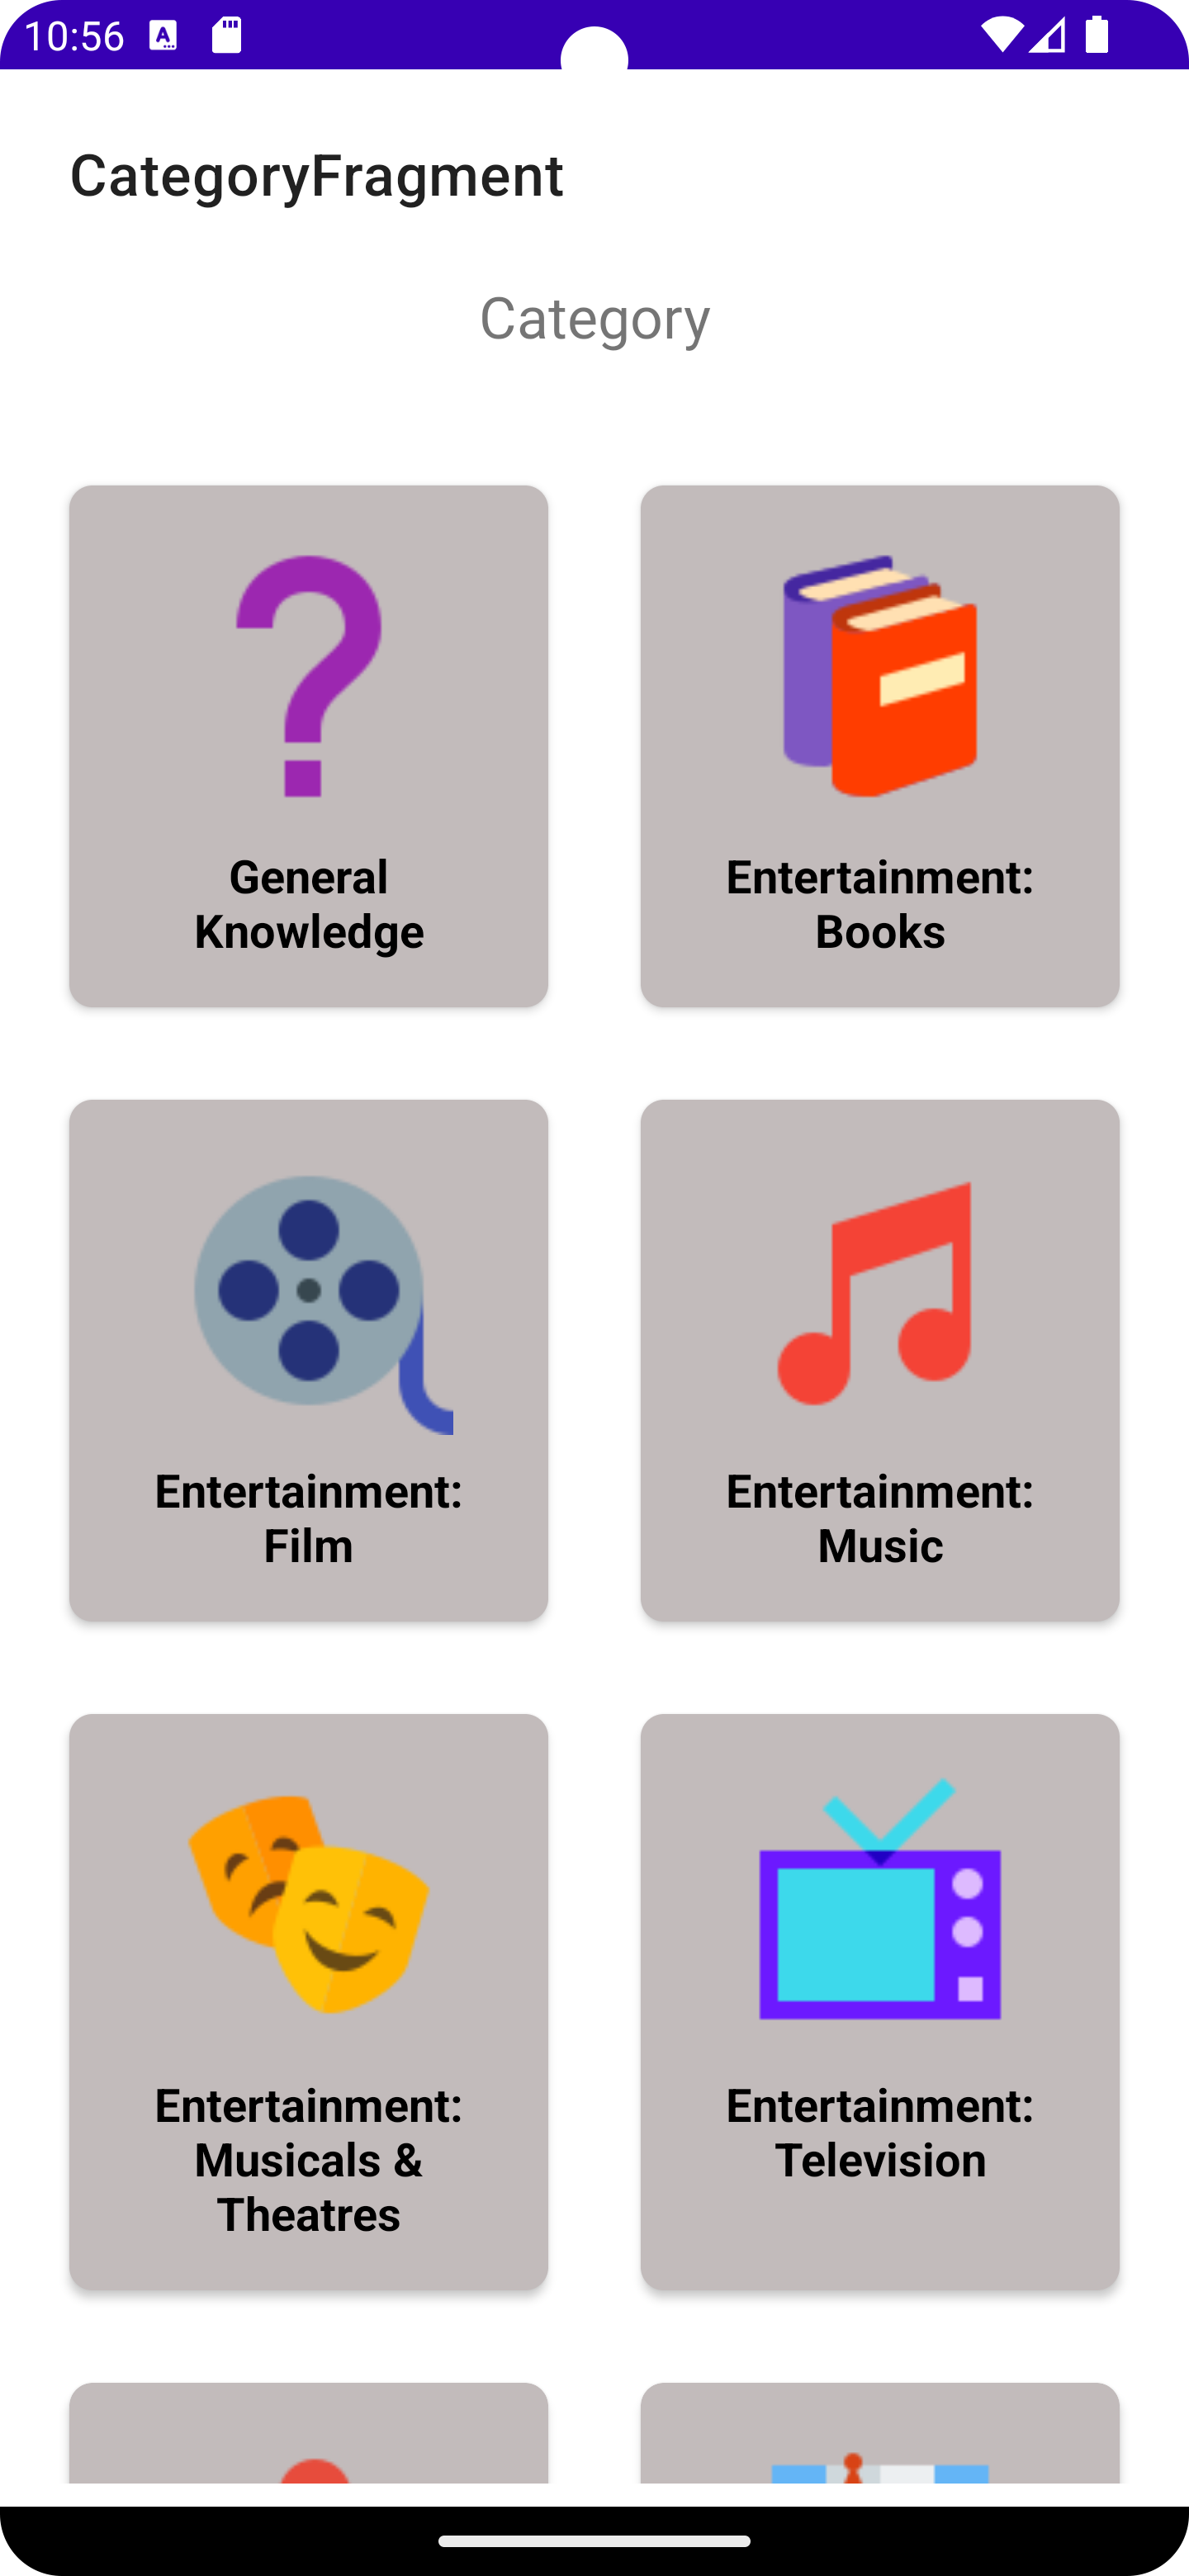 10:56
CategoryFragment
Category
General
Knowledge
Entertainment:
Books
Entertainment:
Film
Entertainment:
Music
Entertainment:
Musicals &
Theatres
Entertainment:
Television